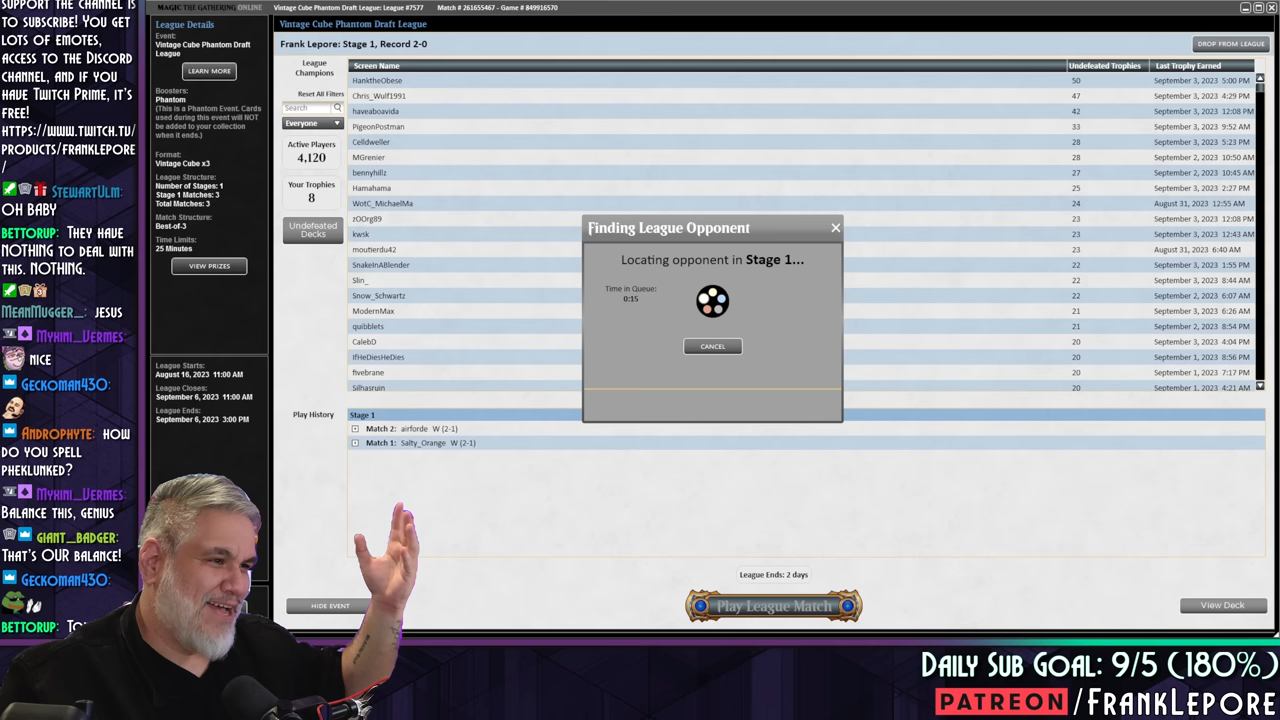 SUPPORT THE CHANNEL IS
TO SUBSCRIBE! YOU GET
LOTS OF EMOTES,
ACCESS TO THE DISCORD
CHANNEL, AND IF YOU
HAVE TWITCH PRIME, IT'S
FREE!
HTTPS://WWW.TWITCH.TV/
PRODUCTS/FRANKLEPORE
/
STEWARTULM:
OH BABY
BETTORUP: THEY HAVE
NOTHING TO DEAL WITH
THIS. NOTHING.
MEANMUGGER_: JESUS
MYKINI_VERMES:
NICE
GECKOMAN430:
ANDROPHYTE: HOW
DO YOU SPELL
PHEKLUNKED?
MYKINI_VERMES:
BALANCE THIS, GENIUS
GIANT_BADGER:
THAT'S OUR BALANCE!
GECKOMAN430:
BETTORUP:
MAGIC THE GATHERING ONLINE
Vintage Cube Phantom Draft League: League #7577 Match # 261655467 - Game # 849916570
League Details
Event:
Vintage Cube Phantom Draft
League
LEARN MORE
Boosters:
Phantom
(This is a Phantom Event. Cards
used during this event will NOT
be added to your collection
when it ends.)
Format:
Vintage Cube x3
League Structure:
Number of Stages: 1
Stage 1 Matches: 3
Total Matches: 3
Match Structure:
Best-of-3
Time Limits:
25 Minutes
VIEW PRIZES
League Starts:
August 16, 2023 11:00 AM
League Closes:
September 6, 2023 11:00 AM
League Ends:
September 6, 2023 3:00 PM
Vintage Cube Phantom Draft League
Frank Lepore: Stage 1, Record 2-0
DROP FROM LEAGUE
League
Champions
Reset All Filters
Search
Everyone
Active Players
4,120
Your Trophies
8
Undefeated
Decks
Screen Name Undefeated Trophies Last Trophy Earned
HanktheObese 50 September 3, 2023 5:00 PM
Chris_Wulf1991 47 September 3, 2023 4:29 PM
haveaboavida 42 September 3, 2023 12:08 PM
PigeonPostman 33 September 3, 2023 9:52 AM
Celldweller 28 September 3, 2023 5:23 PM
MGrenier 28 September 2, 2023 10:50 AM
bennyhillz 27 September 2, 2023 10:45 AM
Hamahama 25 September 3, 2023 2:27 PM
WotC_MichaelMa 24 August 31, 2023 12:55 AM
zOOrg89 23 September 3, 2023 12:08 PM
kwsk 23 September 3, 2023 12:43 AM
moutierdu42 23 August 31, 2023 6:40 AM
SnakeInABlender 22 September 3, 2023 1:55 PM
Slin_ 22 September 3, 2023 8:44 AM
Snow_Schwartz 22 September 2, 2023 6:07 AM
ModernMax 21 September 3, 2023 6:26 AM
quibblets 21 September 2, 2023 8:54 PM
CalebD 20 September 3, 2023 4:04 PM
IfHeDiesHeDies 20 September 1, 2023 8:56 PM
fivebrane 20 September 1, 2023 7:17 PM
Silhasruin 20 September 1, 2023 4:21 AM
Finding League Opponent
Locating opponent in Stage 1...
Time in Queue:
0:15
CANCEL
Play History
Stage 1
Match 2: airforde W (2-1)
Match 1: Salty_Orange W (2-1)
League Ends: 2 days
HIDE EVENT
Play League Match
View Deck
DAILY SUB GOAL: 9/5 (180%)
PATREON/FRANKLEPORE